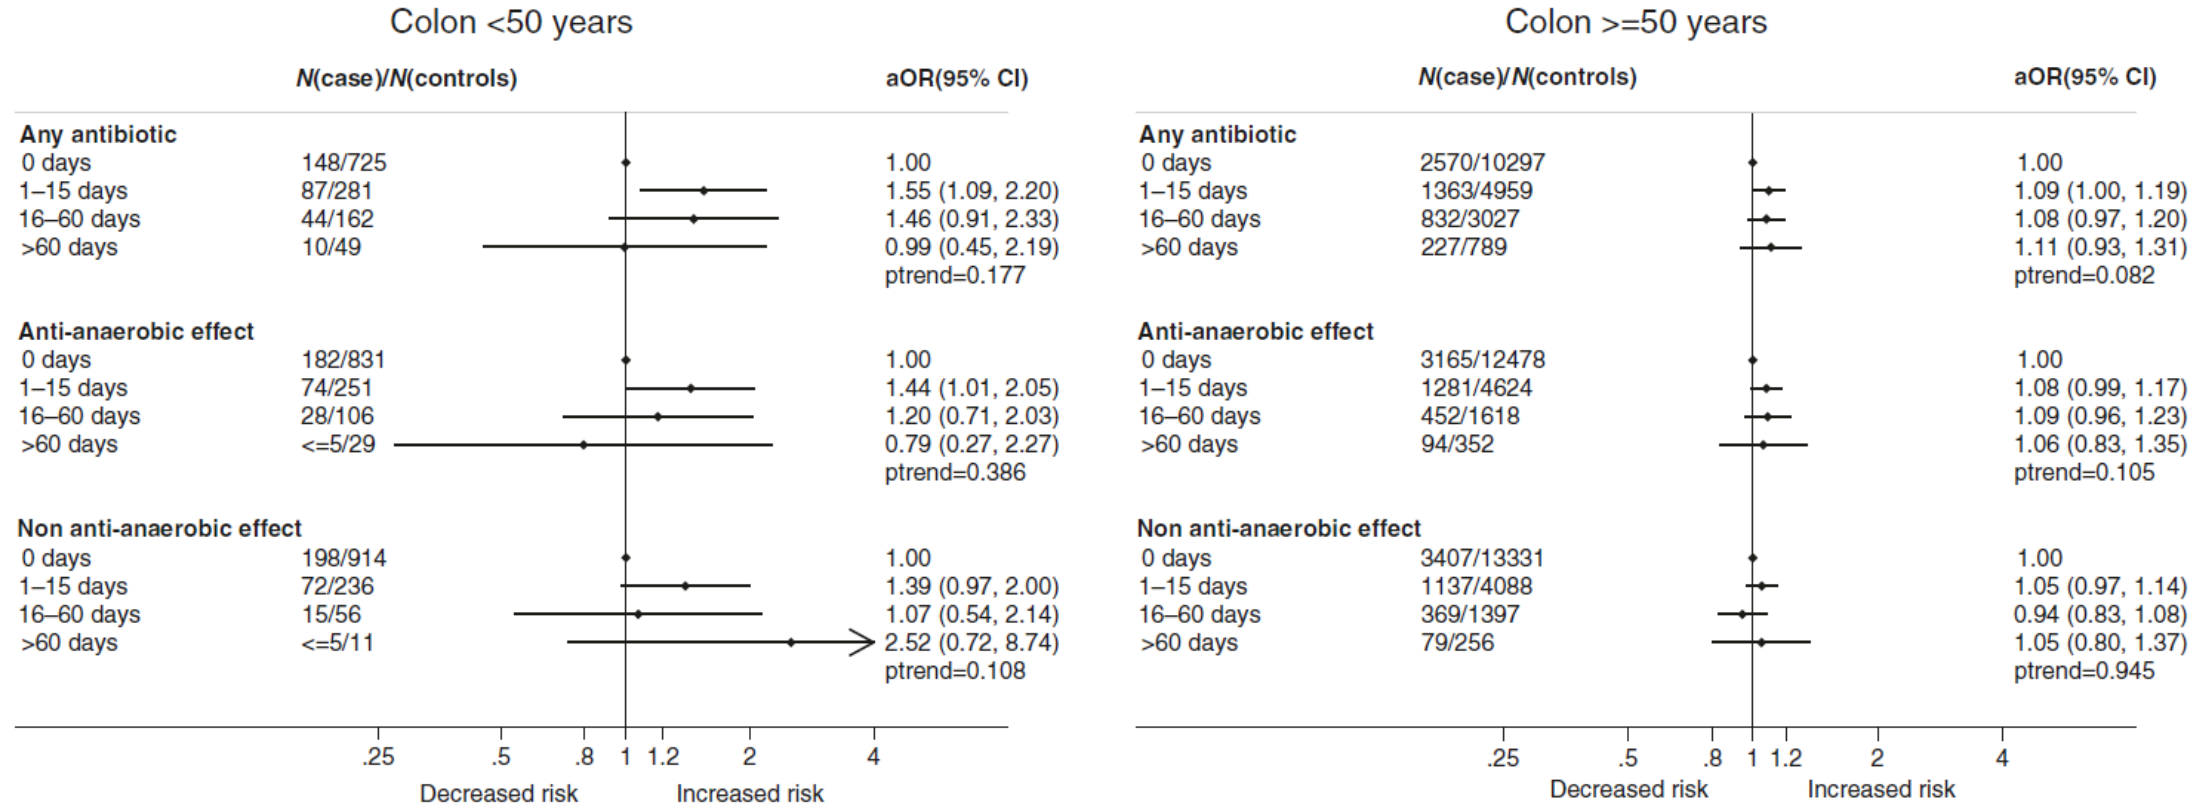 Colon <50 years
N(case)/N(controls) aOR(95% CI)
Any antibiotic
0 days 148/725 1.00
1–15 days 87/281 1.55 (1.09, 2.20)
16–60 days 44/162 1.46 (0.91, 2.33)
>60 days 10/49 0.99 (0.45, 2.19)
ptrend=0.177
Anti-anaerobic effect
0 days 182/831 1.00
1–15 days 74/251 1.44 (1.01, 2.05)
16–60 days 28/106 1.20 (0.71, 2.03)
>60 days <=5/29 0.79 (0.27, 2.27)
ptrend=0.386
Non anti-anaerobic effect
0 days 198/914 1.00
1–15 days 72/236 1.39 (0.97, 2.00)
16–60 days 15/56 1.07 (0.54, 2.14)
>60 days <=5/11 2.52 (0.72, 8.74)
ptrend=0.108
.25 .5 .8 1 1.2 2 4
Decreased risk Increased risk
Colon >=50 years
N(case)/N(controls) aOR(95% CI)
Any antibiotic
0 days 2570/10297 1.00
1–15 days 1363/4959 1.09 (1.00, 1.19)
16–60 days 832/3027 1.08 (0.97, 1.20)
>60 days 227/789 1.11 (0.93, 1.31)
ptrend=0.082
Anti-anaerobic effect
0 days 3165/12478 1.00
1–15 days 1281/4624 1.08 (0.99, 1.17)
16–60 days 452/1618 1.09 (0.96, 1.23)
>60 days 94/352 1.06 (0.83, 1.35)
ptrend=0.105
Non anti-anaerobic effect
0 days 3407/13331 1.00
1–15 days 1137/4088 1.05 (0.97, 1.14)
16–60 days 369/1397 0.94 (0.83, 1.08)
>60 days 79/256 1.05 (0.80, 1.37)
ptrend=0.945
.25 .5 .8 1 1.2 2 4
Decreased risk Increased risk